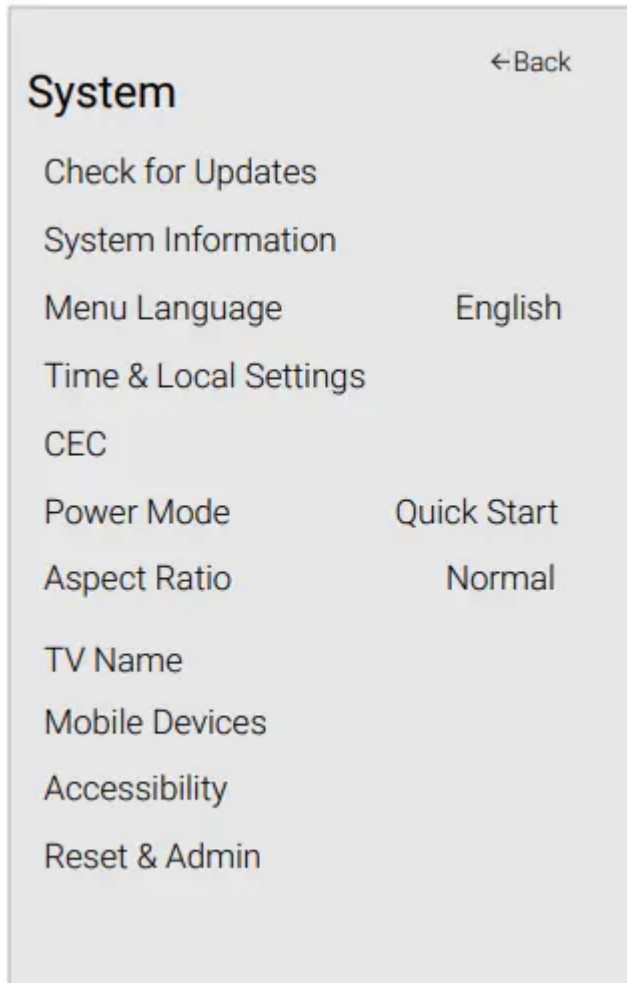 ←Back
System
Check for Updates
System Information
Menu Language English
Time & Local Settings
CEC
Power Mode Quick Start
Aspect Ratio Normal
TV Name
Mobile Devices
Accessibility
Reset & Admin